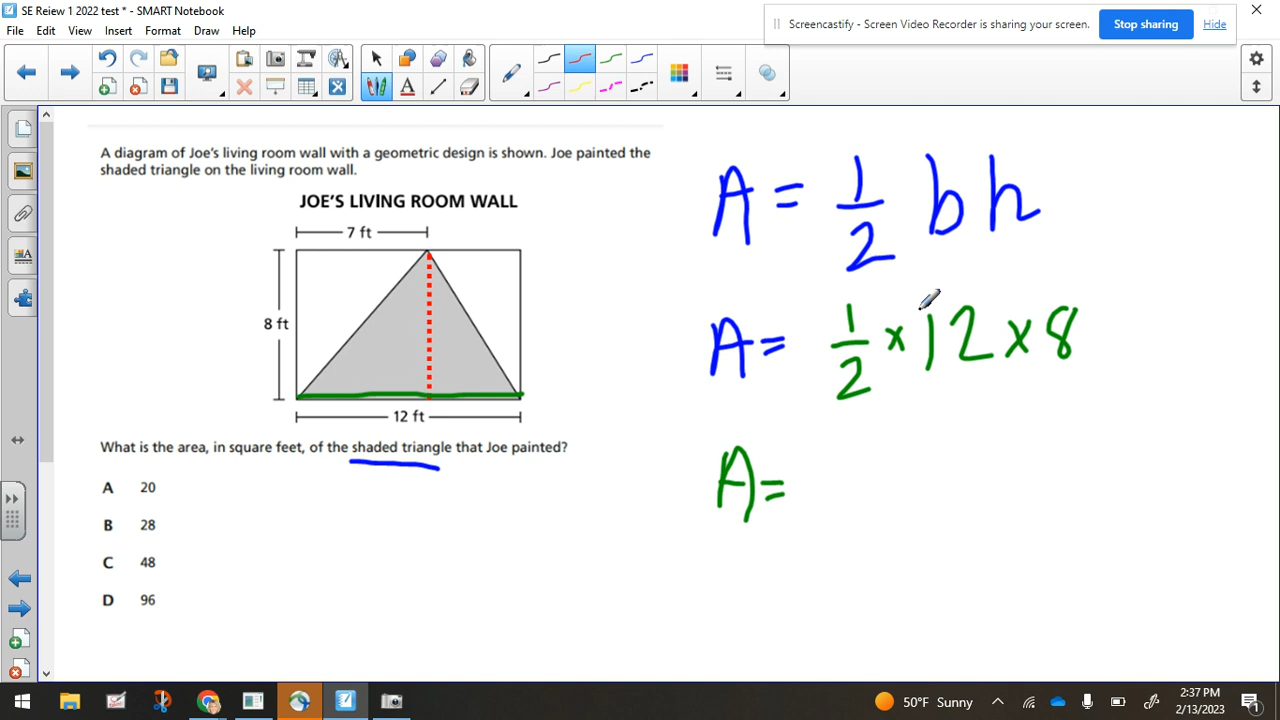 SE Reiew 1 2022 test * - SMART Notebook
Screencastify - Screen Video Recorder is sharing your screen. Stop sharing Hide
File Edit View Insert Format Draw Help
A diagram of Joe's living room wall with a geometric design is shown. Joe painted the
shaded triangle on the living room wall.
JOE'S LIVING ROOM WALL
7 ft
8 ft
12 ft
What is the area, in square feet, of the shaded triangle that Joe painted?
A 20
B 28
C 48
D 96
A = 1/2 bh
A = 1/2 × 12 × 8
A =
50°F Sunny
2:37 PM
2/13/2023
1